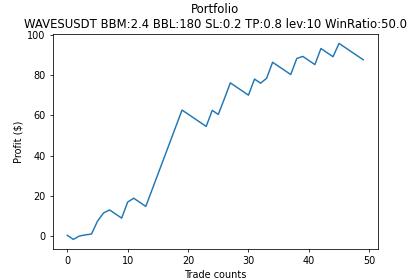 Portfolio
WAVESUSDT BBM:2.4 BBL:180 SL:0.2 TP:0.8 lev:10 WinRatio:50.0
100
80
60
40
20
0
Profit ($)
0 10 20 30 40 50
Trade counts